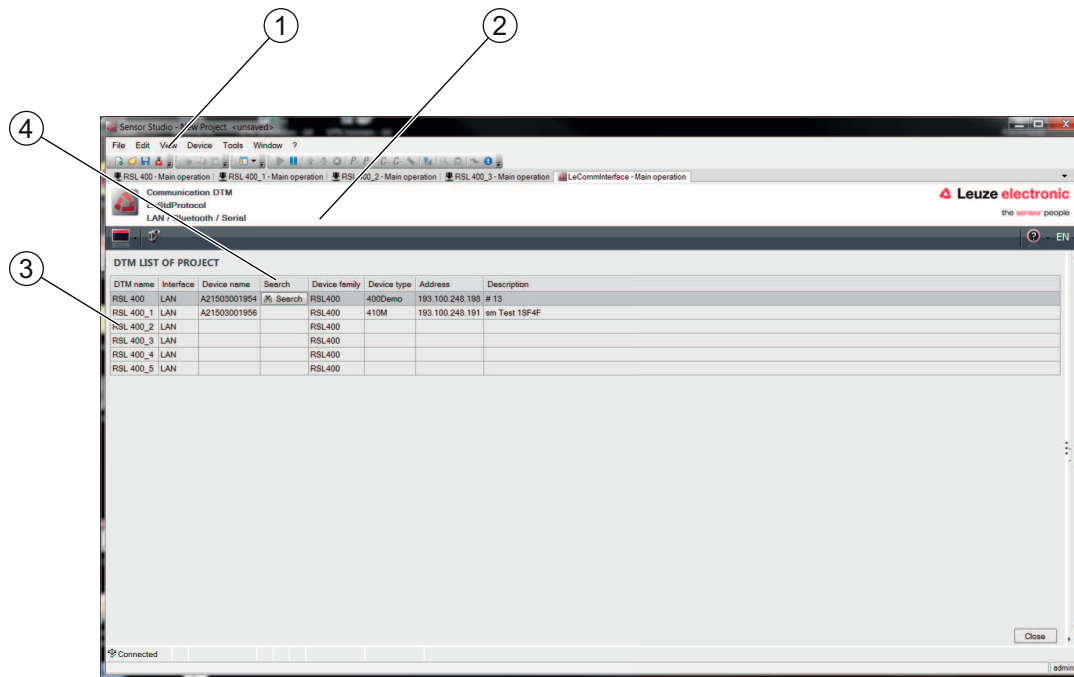 1
2
4
3
Sensor Studio - New Project <unsaved>
File Edit View Device Tools Window ?
RSL 400 - Main operation RSL 400_1 - Main operation RSL 400_2 - Main operation RSL 400_3 - Main operation LeCommInterface - Main operation
Communication DTM
LeStdProtocol
LAN / Bluetooth / Serial
Leuze electronic
the sensor people
EN
DTM LIST OF PROJECT
DTM name Interface Device name Search Device family Device type Address Description
RSL 400 LAN A21503001954 Search RSL400 400Demo 193.100.248.198 # 13
RSL 400_1 LAN A21503001956 RSL400 410M 193.100.248.191 sm Test 1SF4F
RSL 400_2 LAN RSL400
RSL 400_3 LAN RSL400
RSL 400_4 LAN RSL400
RSL 400_5 LAN RSL400
Close
Connected
admin